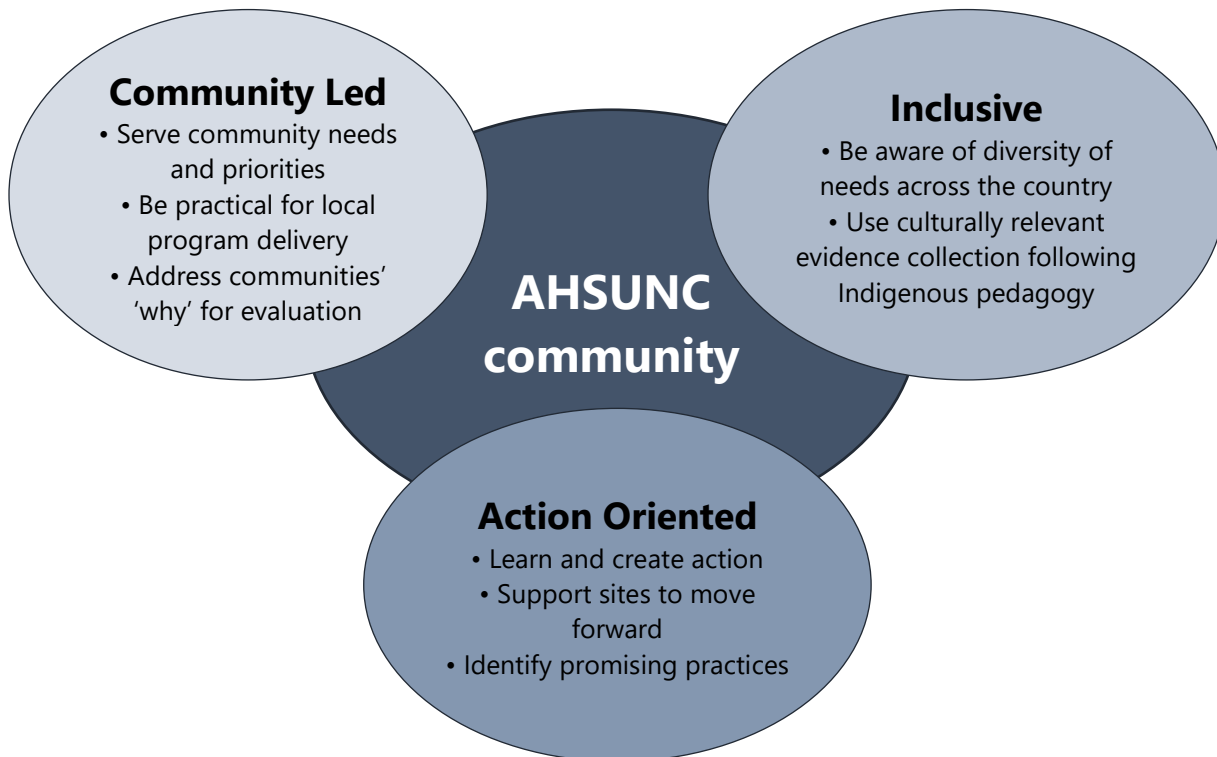 Community Led
• Serve community needs
and priorities
• Be practical for local
program delivery
• Address communities’
‘why’ for evaluation
Inclusive
• Be aware of diversity of
needs across the country
• Use culturally relevant
evidence collection following
Indigenous pedagogy
AHSUNC
community
Action Oriented
• Learn and create action
• Support sites to move
forward
• Identify promising practices